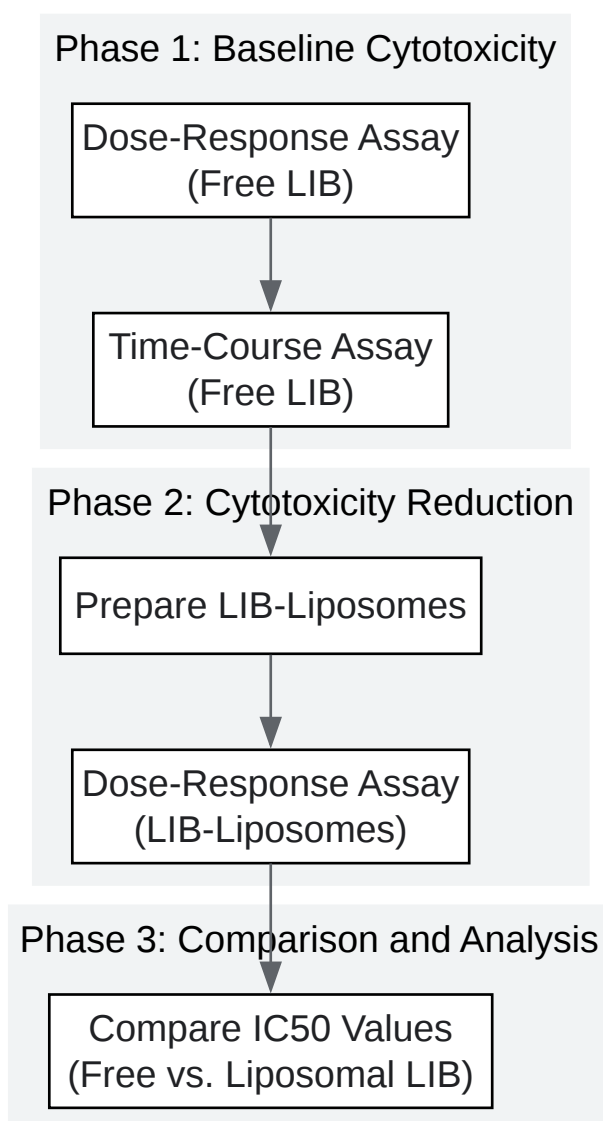 Phase 1: Baseline Cytotoxicity
Dose-Response Assay
(Free LIB)
Time-Course Assay
(Free LIB)
Phase 2: Cytotoxicity Reduction
Prepare LIB-Liposomes
Dose-Response Assay
(LIB-Liposomes)
Phase 3: Comparison and Analysis
Compare IC50 Values
(Free vs. Liposomal LIB)